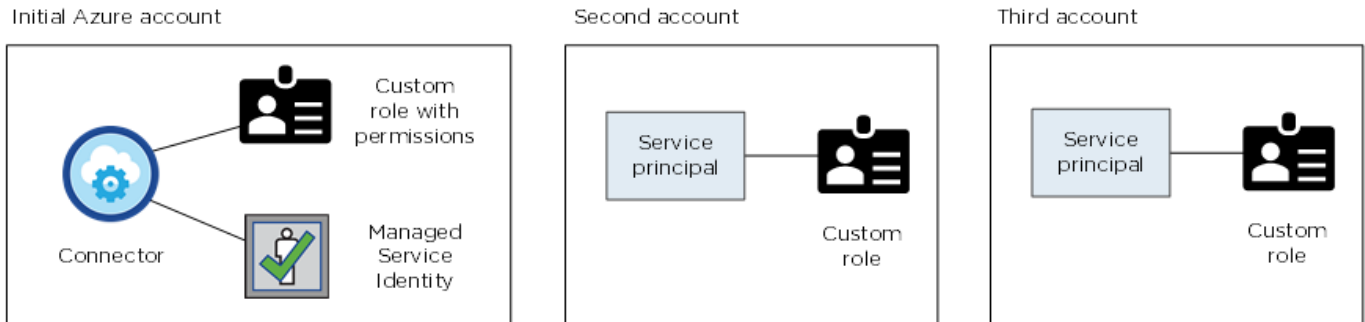 Initial Azure account
Second account
Third account
Custom
role with
permissions
Connector
Managed
Service
Identity
Service
principal
Custom
role
Service
principal
Custom
role